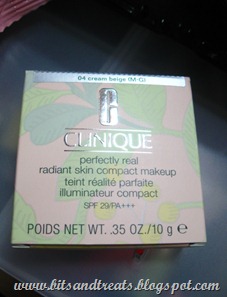 04 cream beige (M-G)
CLINIQUE
perfectly real
radiant skin compact makeup
teint réalité parfaite
illuminateur compact
SPF 29/PA+++
POIDS NET WT. .35 OZ./10 g ℮
www.bitsandtreats.blogspot.com